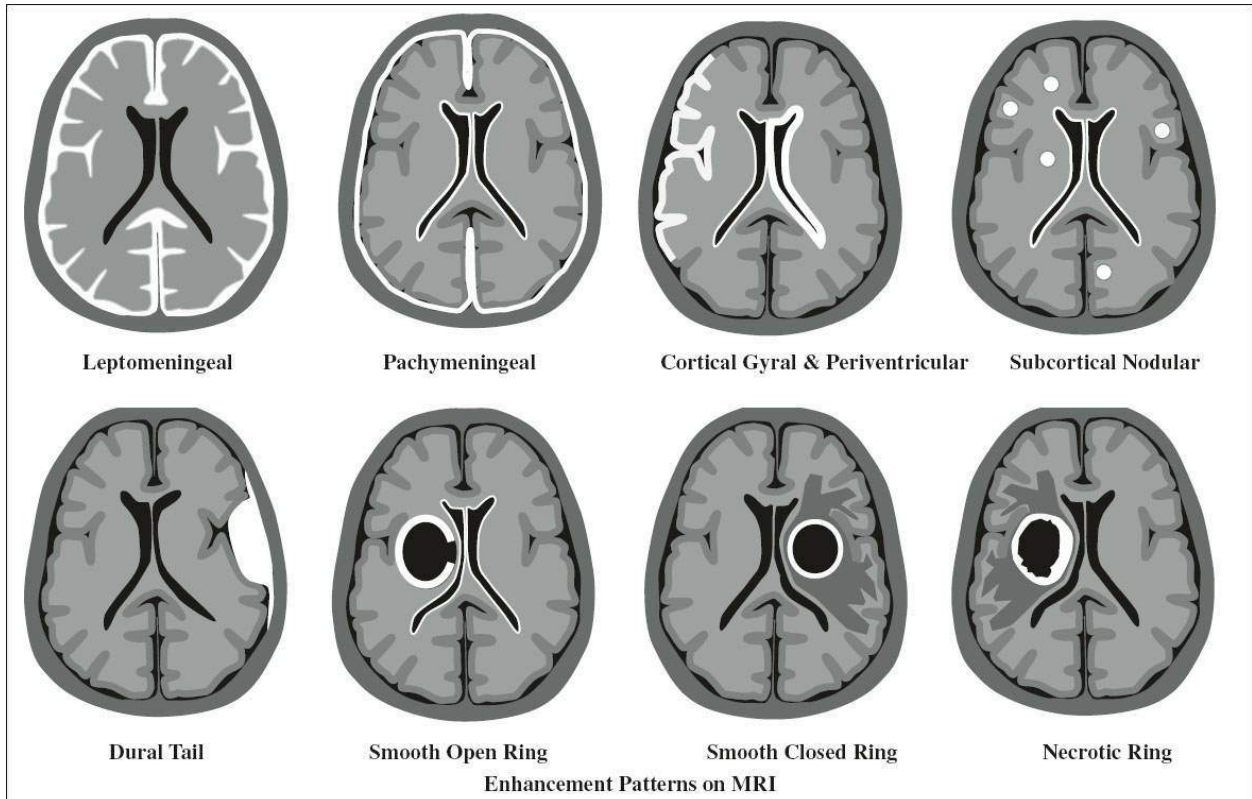 Leptomeningeal
Pachymeningeal
Cortical Gyral & Periventricular
Subcortical Nodular
Dural Tail
Smooth Open Ring
Smooth Closed Ring
Necrotic Ring
Enhancement Patterns on MRI